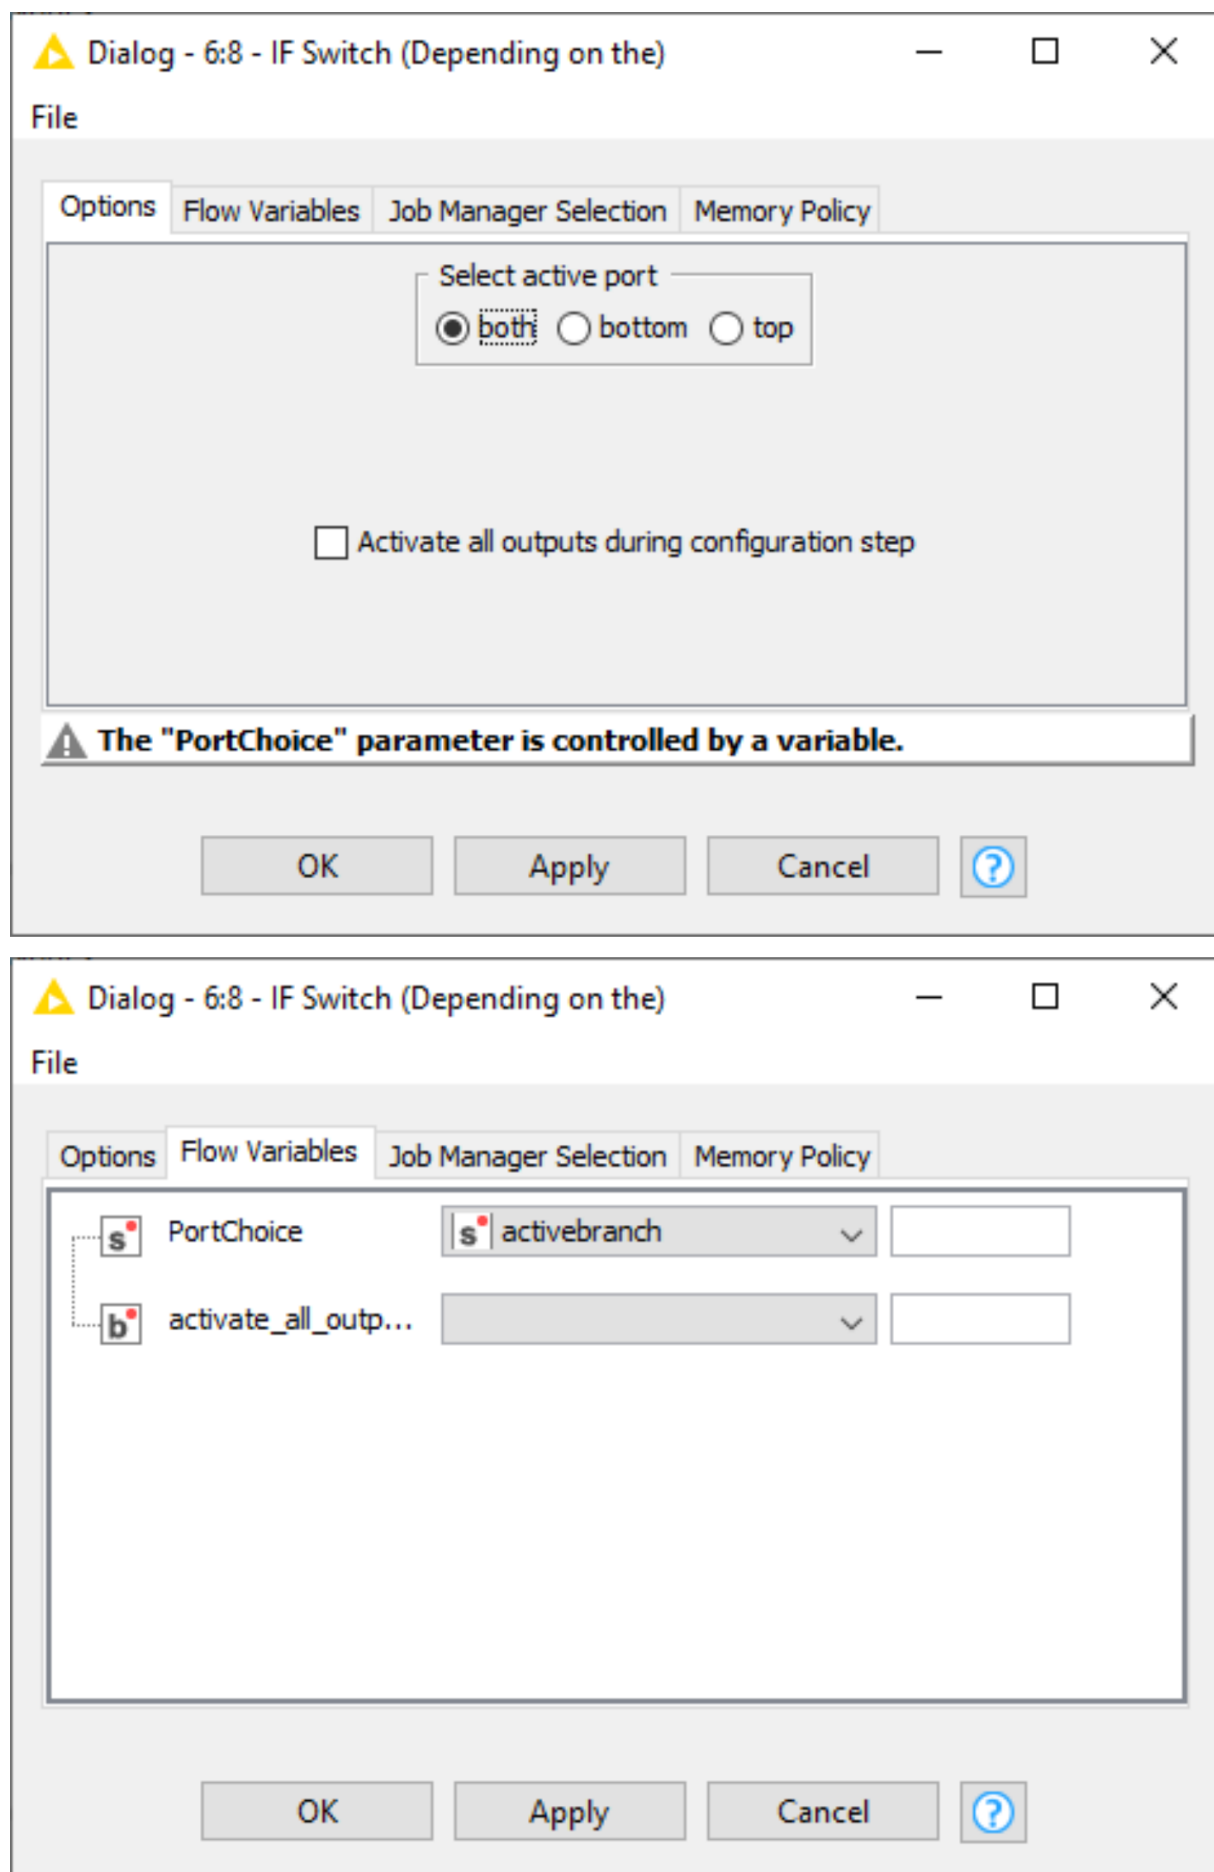 Dialog - 6:8 - IF Switch (Depending on the)
File
Options Flow Variables Job Manager Selection Memory Policy
Select active port
both bottom top
Activate all outputs during configuration step
The "PortChoice" parameter is controlled by a variable.
OK Apply Cancel ?
Dialog - 6:8 - IF Switch (Depending on the)
File
Options Flow Variables Job Manager Selection Memory Policy
s PortChoice s activebranch
b activate_all_outp...
OK Apply Cancel ?